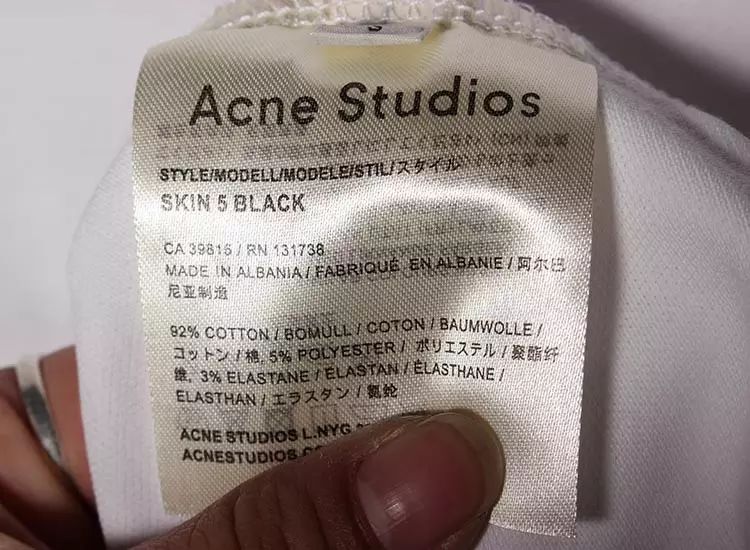 Acne Studios
STYLE/MODELL/MODELE/STIL/スタイル
SKIN 5 BLACK
CA 39815 / RN 131738
MADE IN ALBANIA / FABRIQUÉ EN ALBANIE / 阿尔巴
尼亚制造
92% COTTON / BOMULL / COTON / BAUMWOLLE /
コットン / 棉, 5% POLYESTER / ポリエステル / 聚酯纤
维, 3% ELASTANE / ELASTAN / ÉLASTHANE /
ELASTHAN / エラスタン / 氨纶
ACNE STUDIOS L.NYG
ACNESTUDIOS